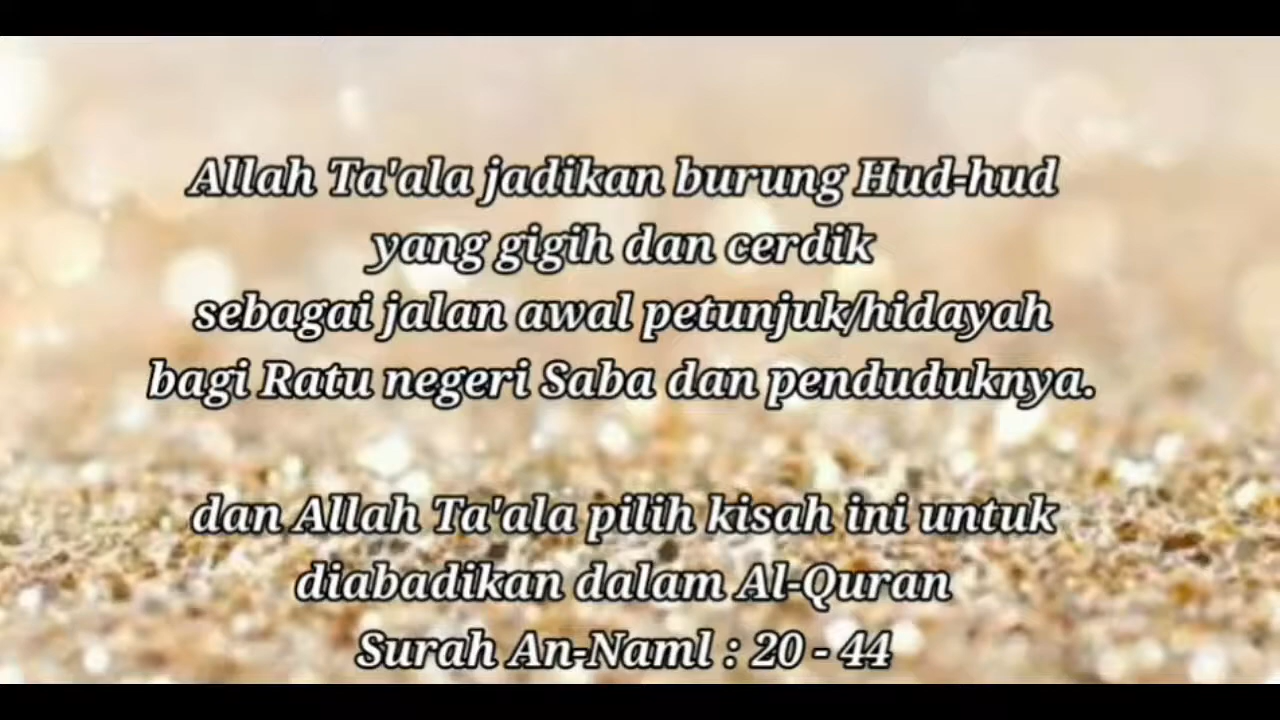 Allah Ta'ala jadikan burung Hud-hud
yang gigih dan cerdik
sebagai jalan awal petunjuk/hidayah
bagi Ratu negeri Saba dan penduduknya.
dan Allah Ta'ala pilih kisah ini untuk
diabadikan dalam Al-Quran
Surah An-Naml : 20 - 44